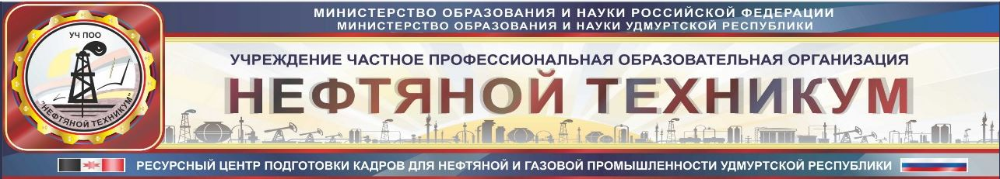 МИНИСТЕРСТВО ОБРАЗОВАНИЯ И НАУКИ РОССИЙСКОЙ ФЕДЕРАЦИИ
МИНИСТЕРСТВО ОБРАЗОВАНИЯ И НАУКИ УДМУРТСКОЙ РЕСПУБЛИКИ
УЧ ПОО
"НЕФТЯНОЙ ТЕХНИКУМ"
УЧРЕЖДЕНИЕ ЧАСТНОЕ ПРОФЕССИОНАЛЬНАЯ ОБРАЗОВАТЕЛЬНАЯ ОРГАНИЗАЦИЯ
НЕФТЯНОЙ ТЕХНИКУМ
РЕСУРСНЫЙ ЦЕНТР ПОДГОТОВКИ КАДРОВ ДЛЯ НЕФТЯНОЙ И ГАЗОВОЙ ПРОМЫШЛЕННОСТИ УДМУРТСКОЙ РЕСПУБЛИКИ